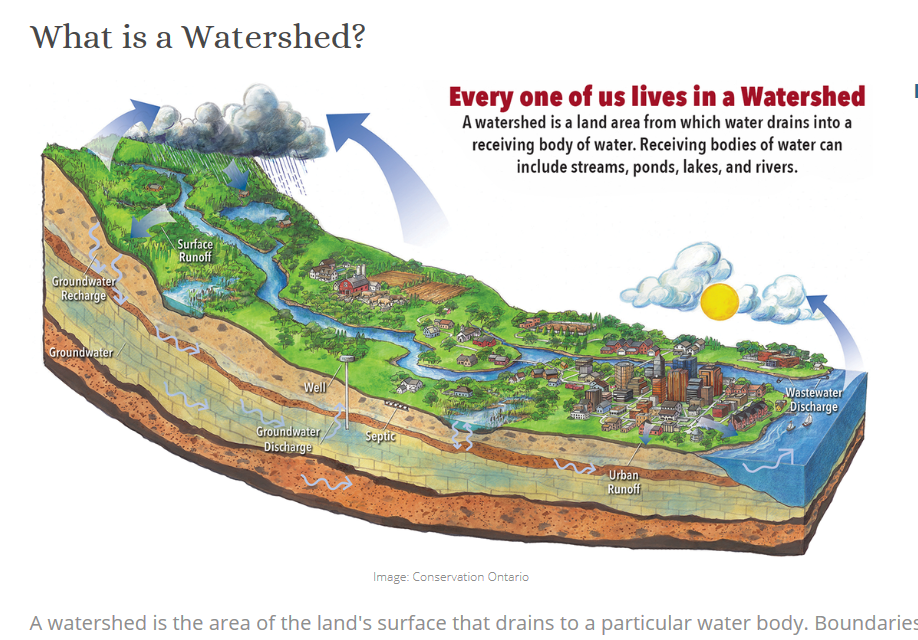 What is a Watershed?
Every one of us lives in a Watershed
A watershed is a land area from which water drains into a
receiving body of water. Receiving bodies of water can
include streams, ponds, lakes, and rivers.
Surface
Runoff
Groundwater
Recharge
Groundwater
Well
Groundwater
Discharge
Septic
Urban
Runoff
Wastewater
Discharge
Image: Conservation Ontario
A watershed is the area of the land's surface that drains to a particular water body. Boundaries